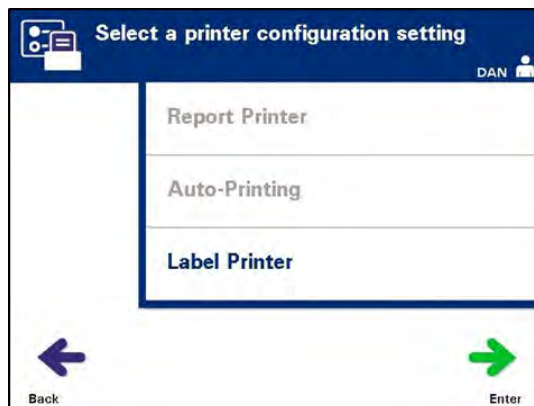 Select a printer configuration setting
DAN
Report Printer
Auto-Printing
Label Printer
Back
Enter